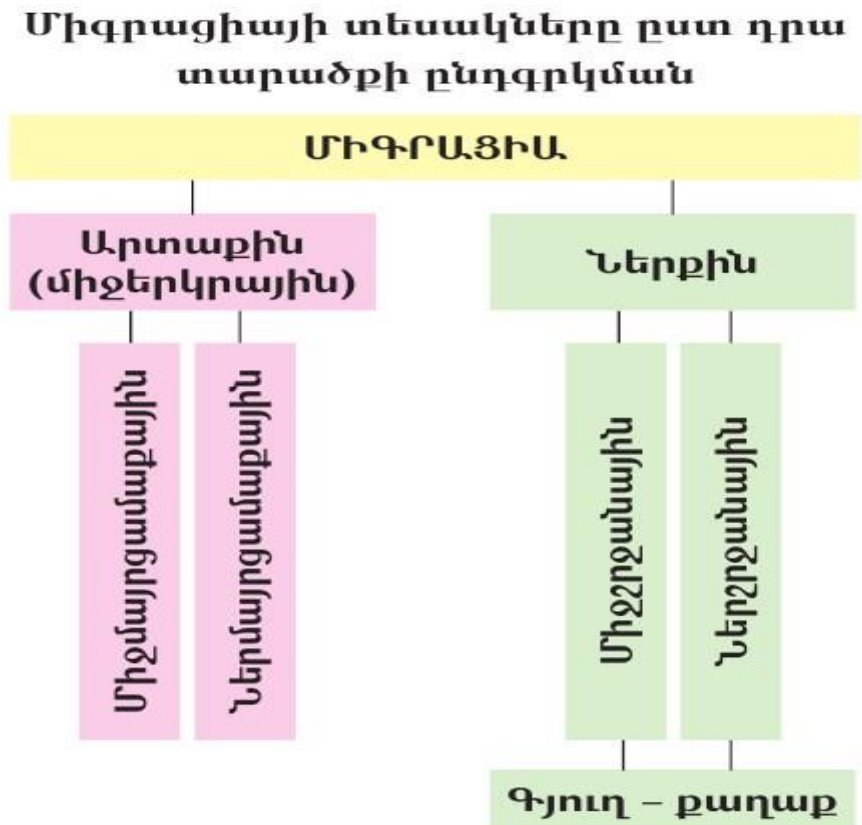 Միգրացիայի տեսակները ըստ դրա
տարածքի ընդգրկման
ՄԻԳՐԱՑԻԱ
Արտաքին
(միջերկրային)
Ներքին
Միջմայրցամաքային
Ներմայրցամաքային
Միջշրջանային
Ներշրջանային
Գյուղ – քաղաք